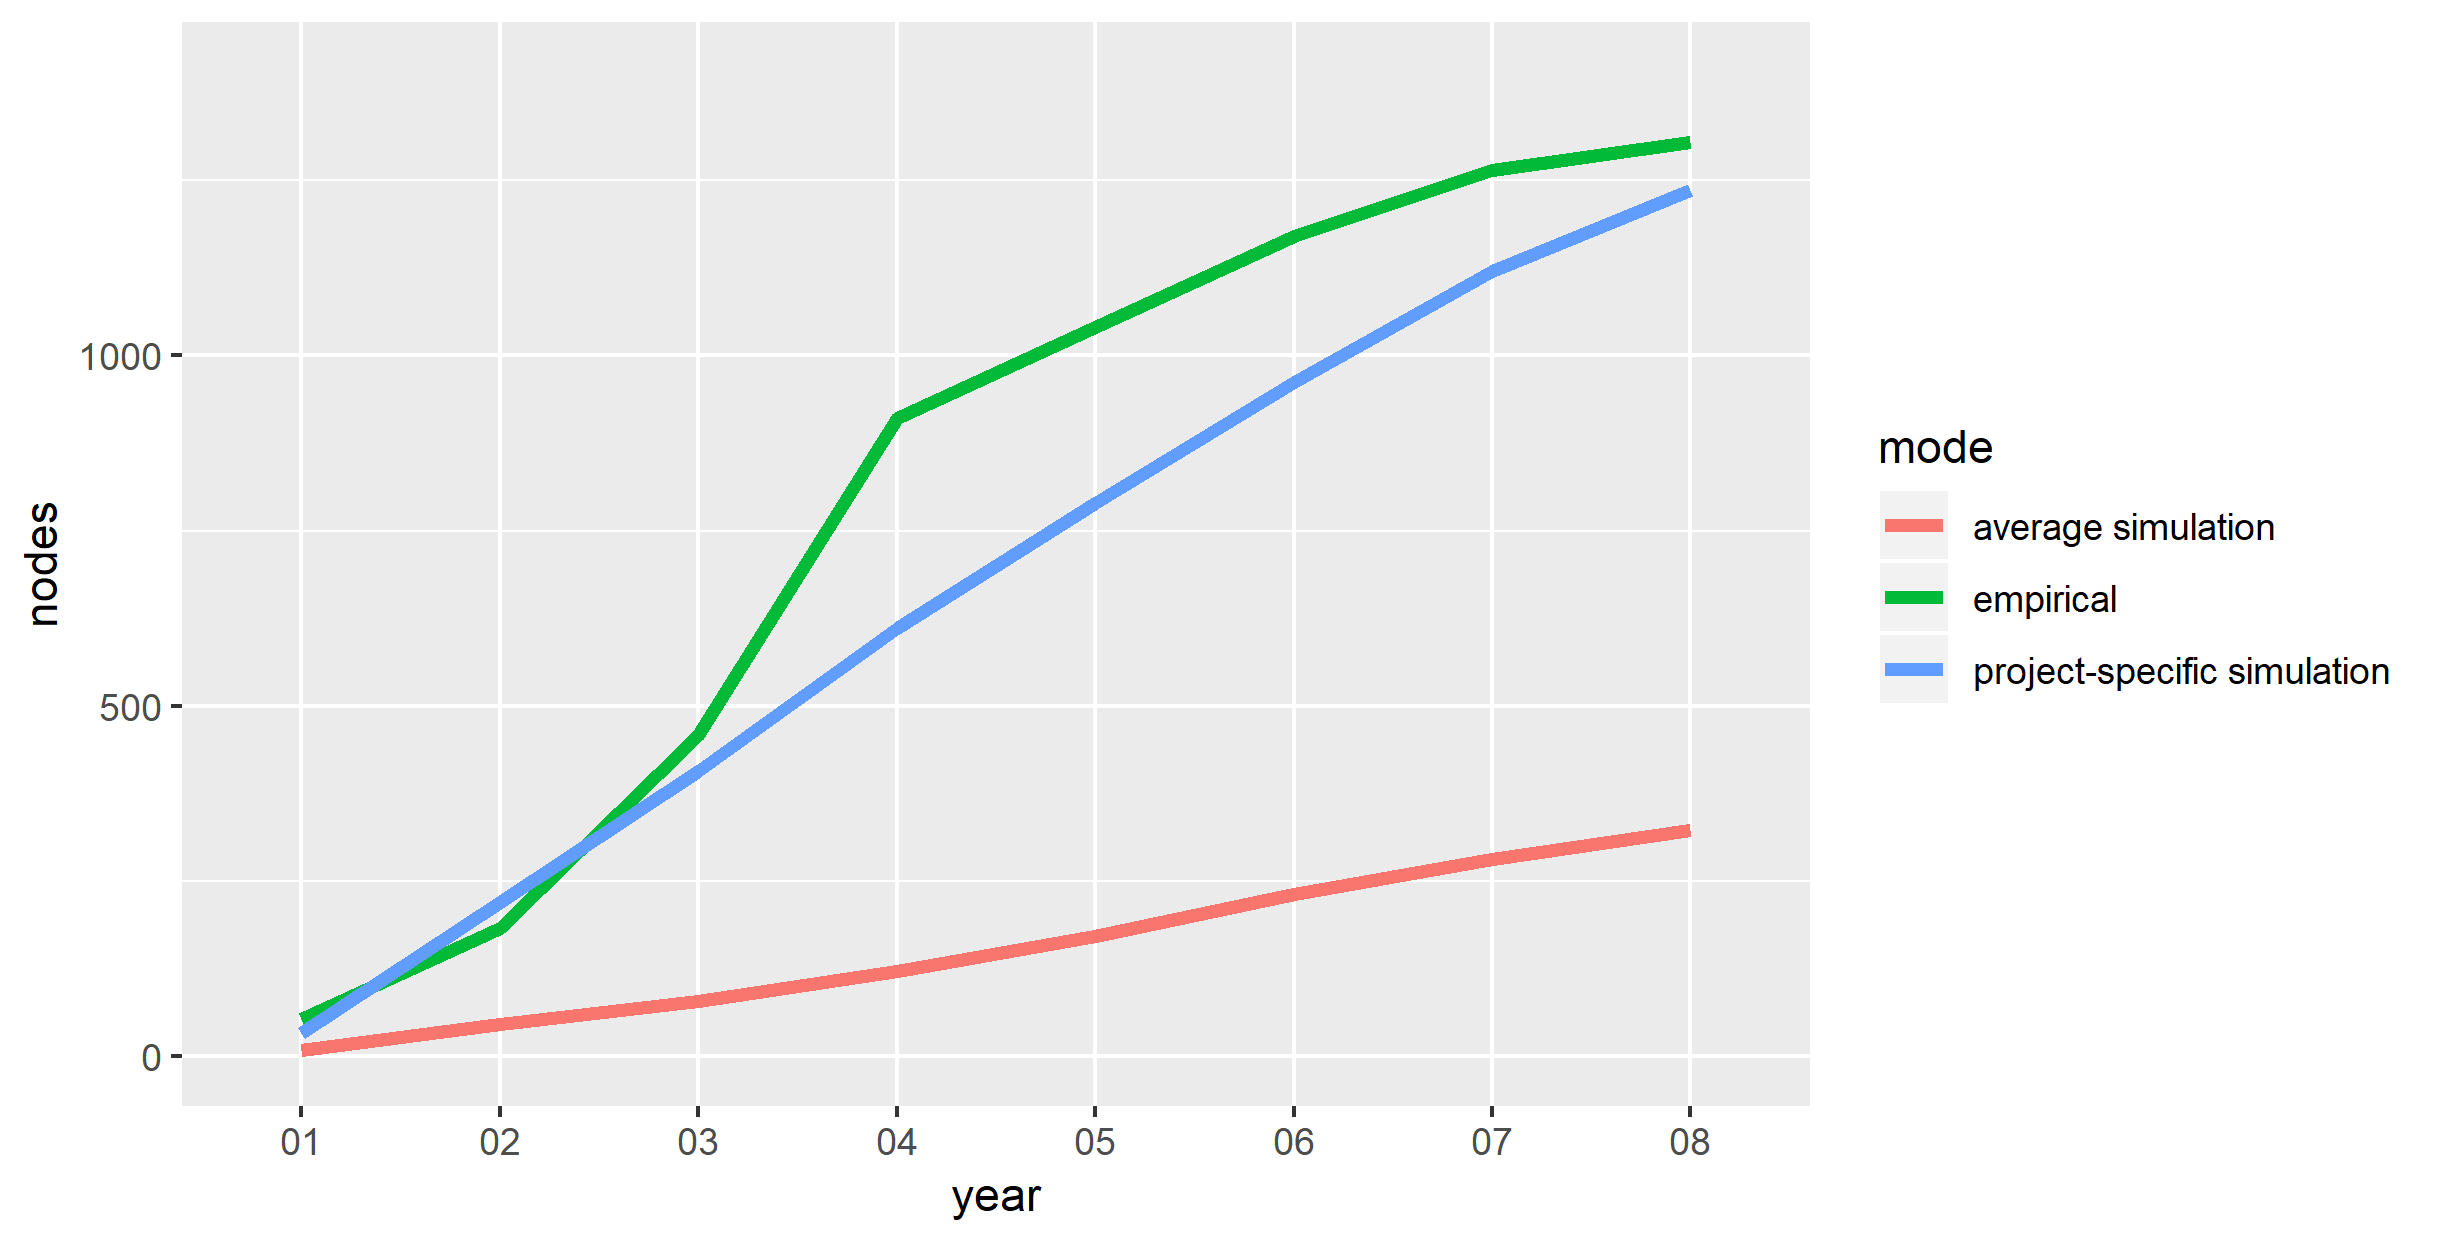 nodes
1000
500
0
01 02 03 04 05 06 07 08
year
mode
average simulation
empirical
project-specific simulation